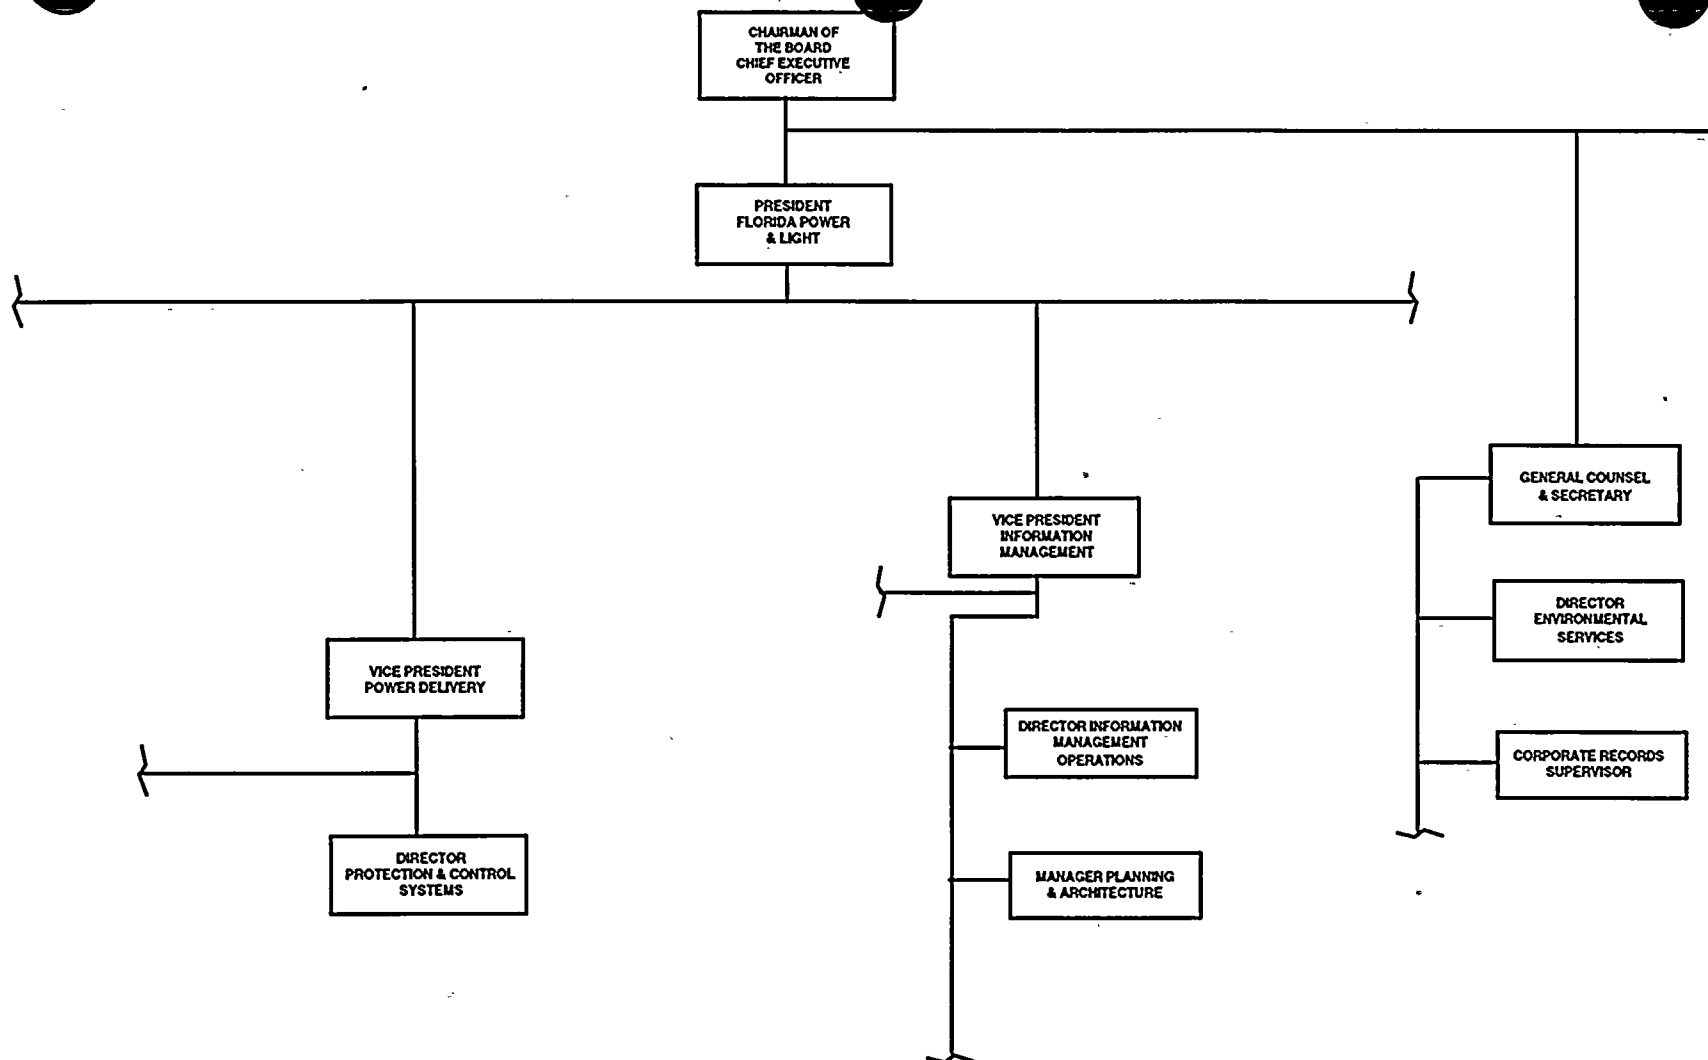 CHAIRMAN OF
THE BOARD
CHIEF EXECUTIVE
OFFICER
PRESIDENT
FLORIDA POWER
& LIGHT
GENERAL COUNSEL
& SECRETARY
VICE PRESIDENT
INFORMATION
MANAGEMENT
DIRECTOR
ENVIRONMENTAL
SERVICES
VICE PRESIDENT
POWER DELIVERY
DIRECTOR INFORMATION
MANAGEMENT
OPERATIONS
CORPORATE RECORDS
SUPERVISOR
DIRECTOR
PROTECTION & CONTROL
SYSTEMS
MANAGER PLANNING
& ARCHITECTURE